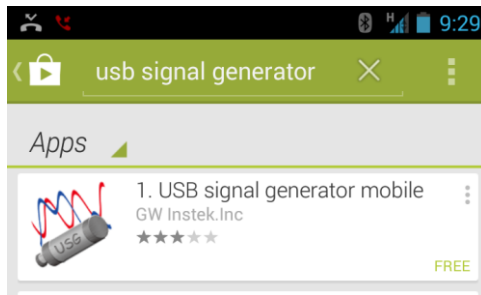 H 9:29
usb signal generator
Apps
1. USB signal generator mobile
GW Instek.Inc
USG
FREE